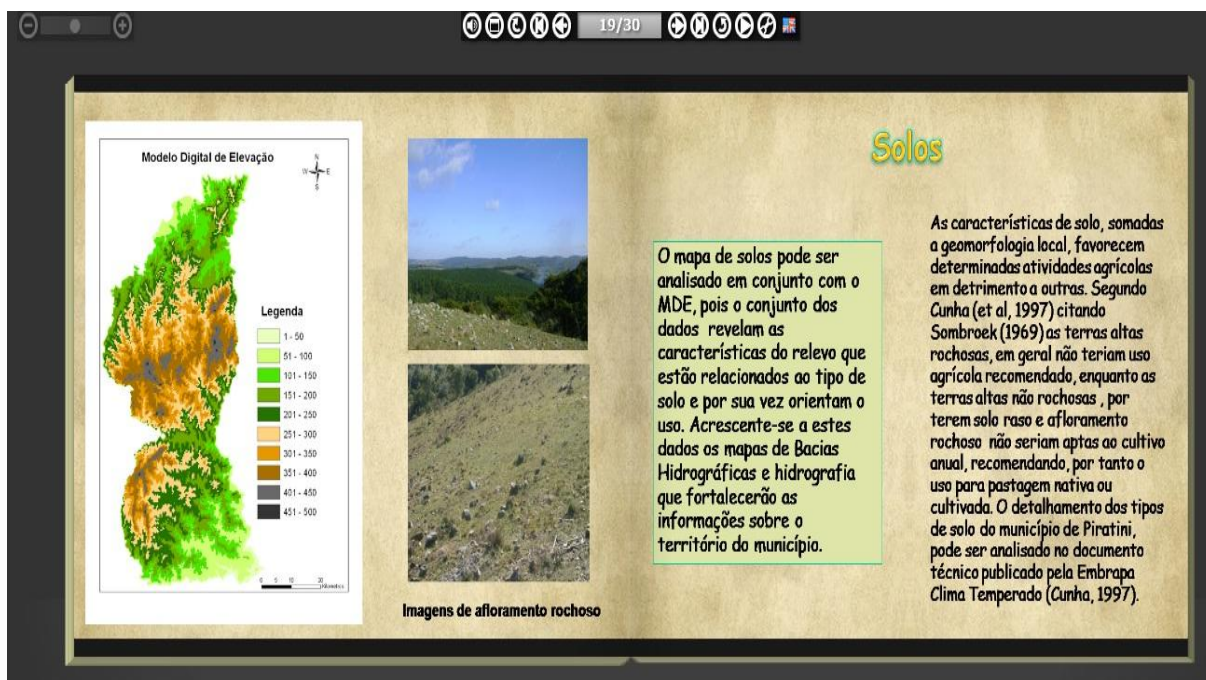 19/30
Modelo Digital de Elevação
N
W E
S
Legenda
1 - 50
51 - 100
101 - 150
151 - 200
201 - 250
251 - 300
301 - 350
351 - 400
401 - 450
451 - 500
0 5 10 20
Kilometers
Imagens de afloramento rochoso
O mapa de solos pode ser
analisado em conjunto com o
MDE, pois o conjunto dos
dados revelam as
características do relevo que
estão relacionados ao tipo de
solo e por sua vez orientam o
uso. Acrescente-se a estes
dados os mapas de Bacias
Hidrográficas e hidrografia
que fortalecerão as
informações sobre o
território do município.
Solos
As características de solo, somadas
a geomorfologia local, favorecem
determinadas atividades agrícolas
em detrimento a outras. Segundo
Cunha (et al, 1997) citando
Sombroek (1969) as terras altas
rochosas, em geral não teriam uso
agrícola recomendado, enquanto as
terras altas não rochosas , por
terem solo raso e afloramento
rochoso não seriam aptas ao cultivo
anual, recomendando, por tanto o
uso para pastagem nativa ou
cultivada. O detalhamento dos tipos
de solo do município de Piratini,
pode ser analisado no documento
técnico publicado pela Embrapa
Clima Temperado (Cunha, 1997).